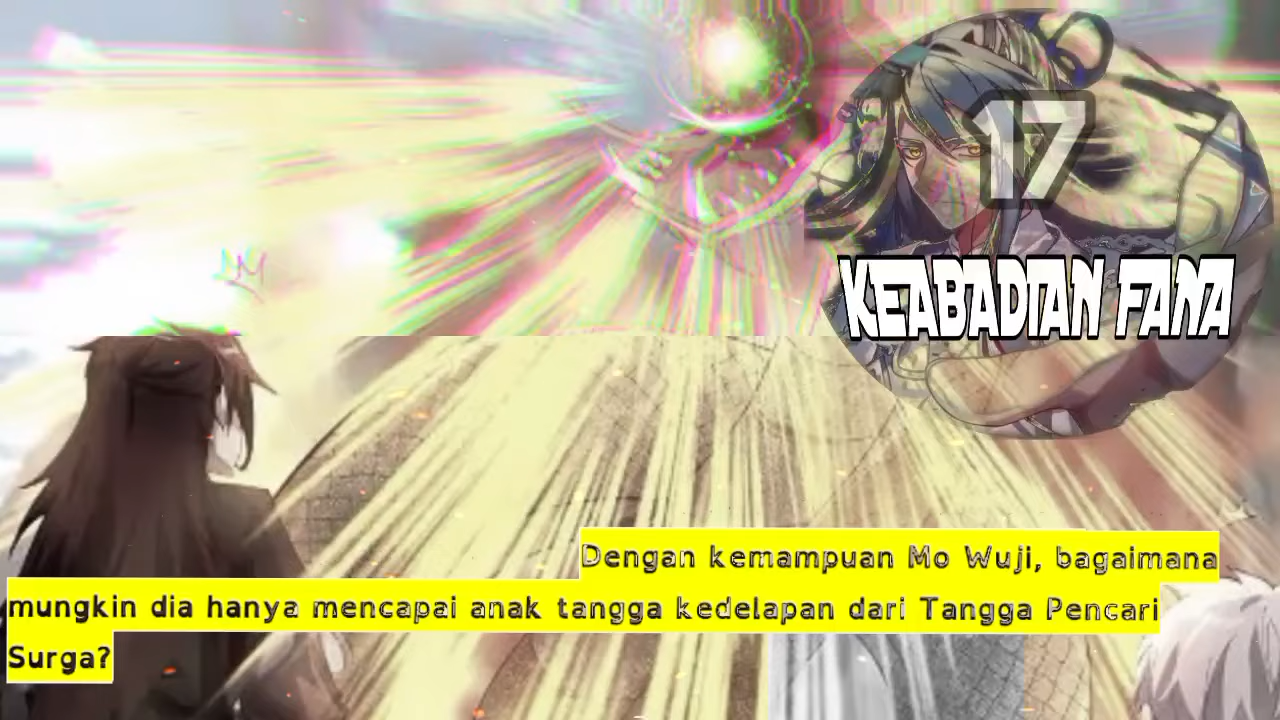 17
KEABADIAN FANA
Dengan kemampuan Mo Wuji, bagaimana
mungkin dia hanya mencapai anak tangga kedelapan dari Tangga Pencari
Surga?